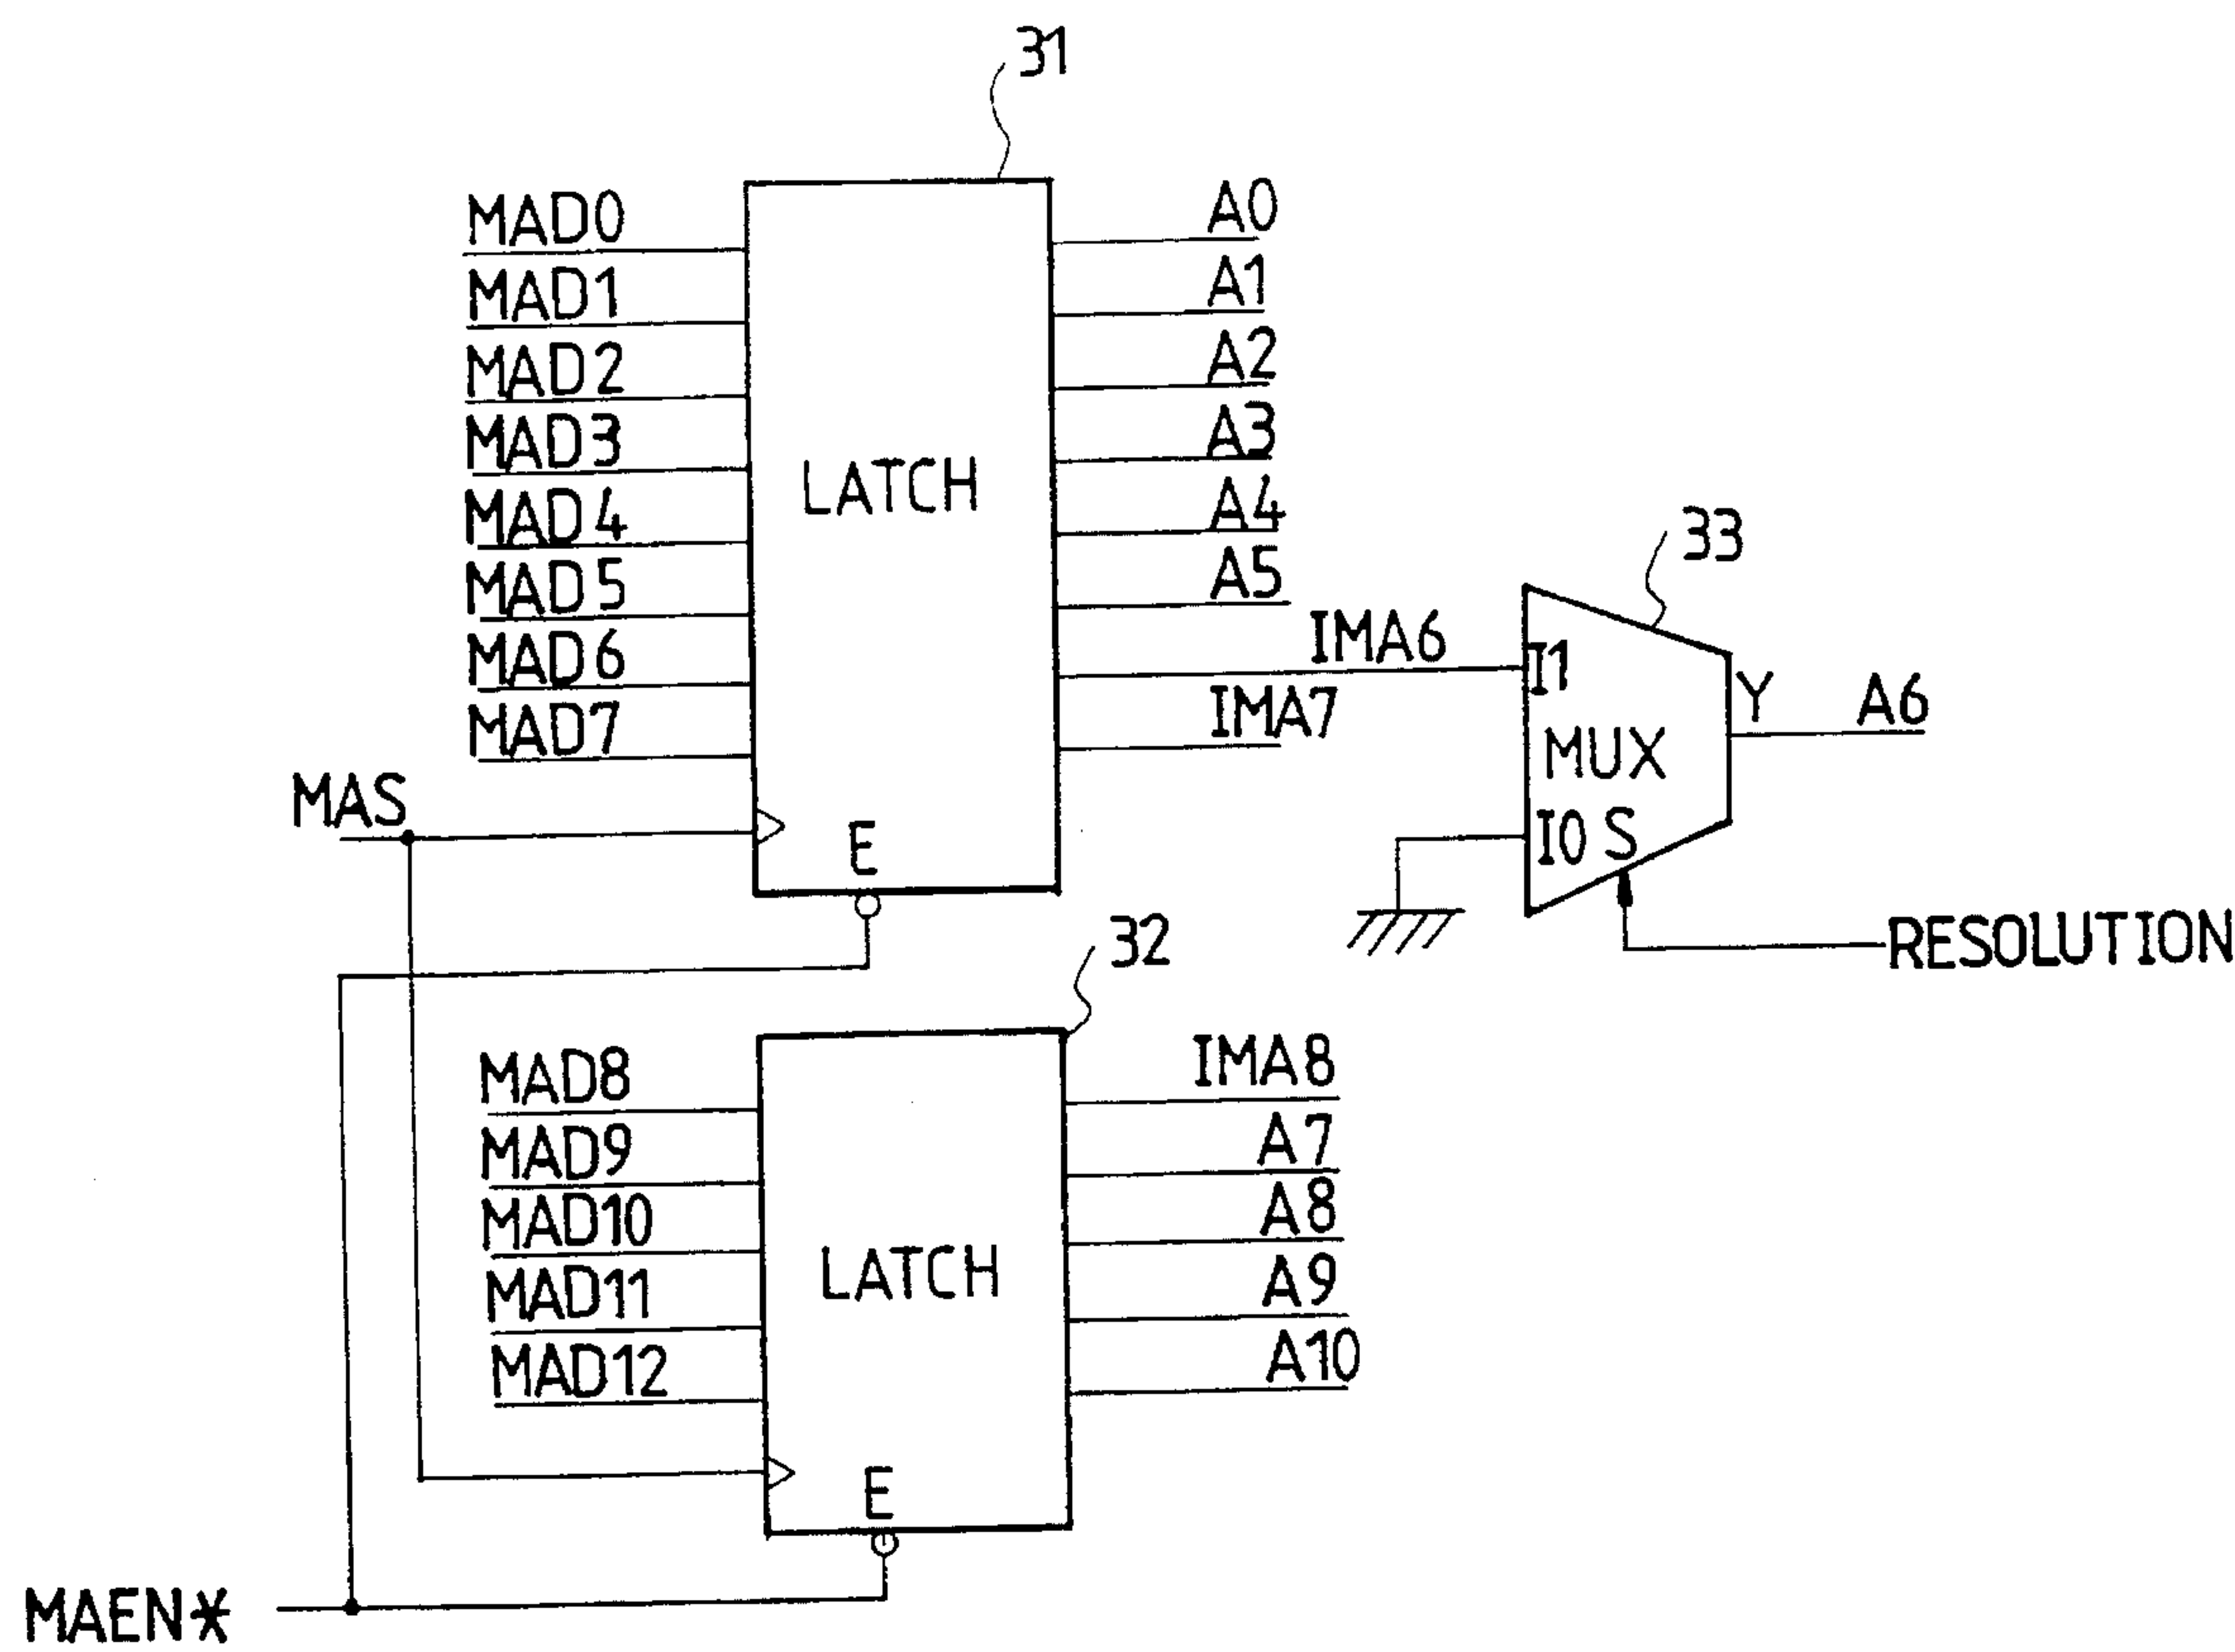 31
MAD0
MAD1
MAD2
MAD3
MAD4
MAD5
MAD6
MAD7
MAS
LATCH
E
A0
A1
A2
A3
A4
A5
IMA6
IMA7
33
I1
MUX
I0 S
Y
A6
RESOLUTION
32
MAD8
MAD9
MAD10
MAD11
MAD12
LATCH
E
IMA8
A7
A8
A9
A10
MAEN*